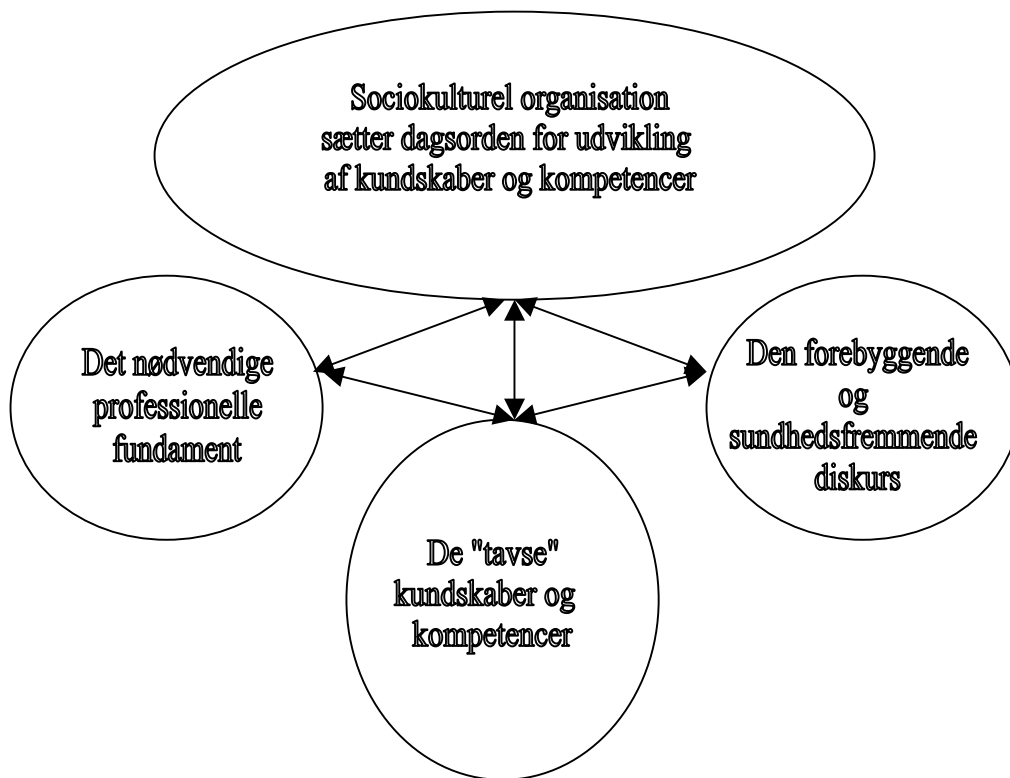 Sociokulturel organisation
sætter dagsorden for udvikling
af kundskaber og kompetencer
Det nødvendige
professionelle
fundament
Den forebyggende
og
sundhedsfremmende
diskurs
De "tavse"
kundskaber og
kompetencer